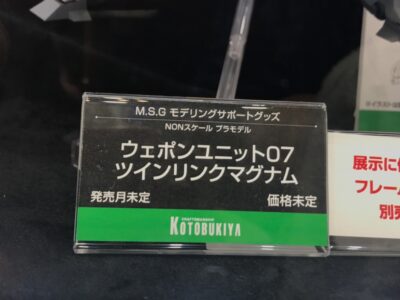 M.S.G モデリングサポートグッズ
NONスケール プラモデル
ウェポンユニット07
ツインリンクマグナム
発売月未定 価格未定
CRAFTSMANSHIP
KOTOBUKIYA
展示に
フレーム
別売